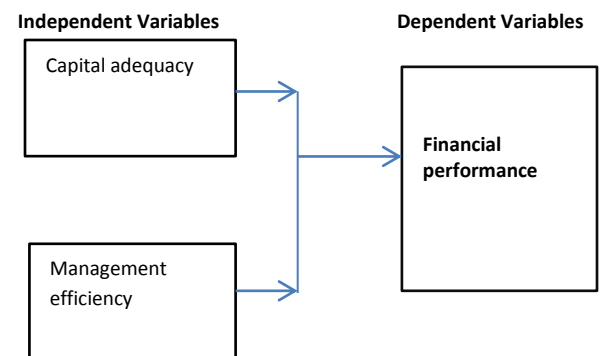 Independent Variables
Dependent Variables
Capital adequacy
Financial
performance
Management
efficiency